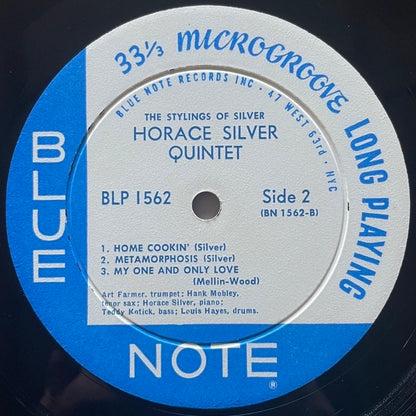 33⅓ MICROGROOVE LONG PLAYING
BLUE NOTE RECORDS INC · 47 WEST 63rd · NYC
THE STYLINGS OF SILVER
HORACE SILVER
QUINTET
BLP 1562
Side 2
(BN 1562-B)
1. HOME COOKIN' (Silver)
2. METAMORPHOSIS (Silver)
3. MY ONE AND ONLY LOVE
(Mellin-Wood)
Art Farmer, trumpet; Hank Mobley,
tenor sax; Horace Silver, piano;
Teddy Kotick, bass; Louis Hayes, drums.
BLUE
NOTE
®